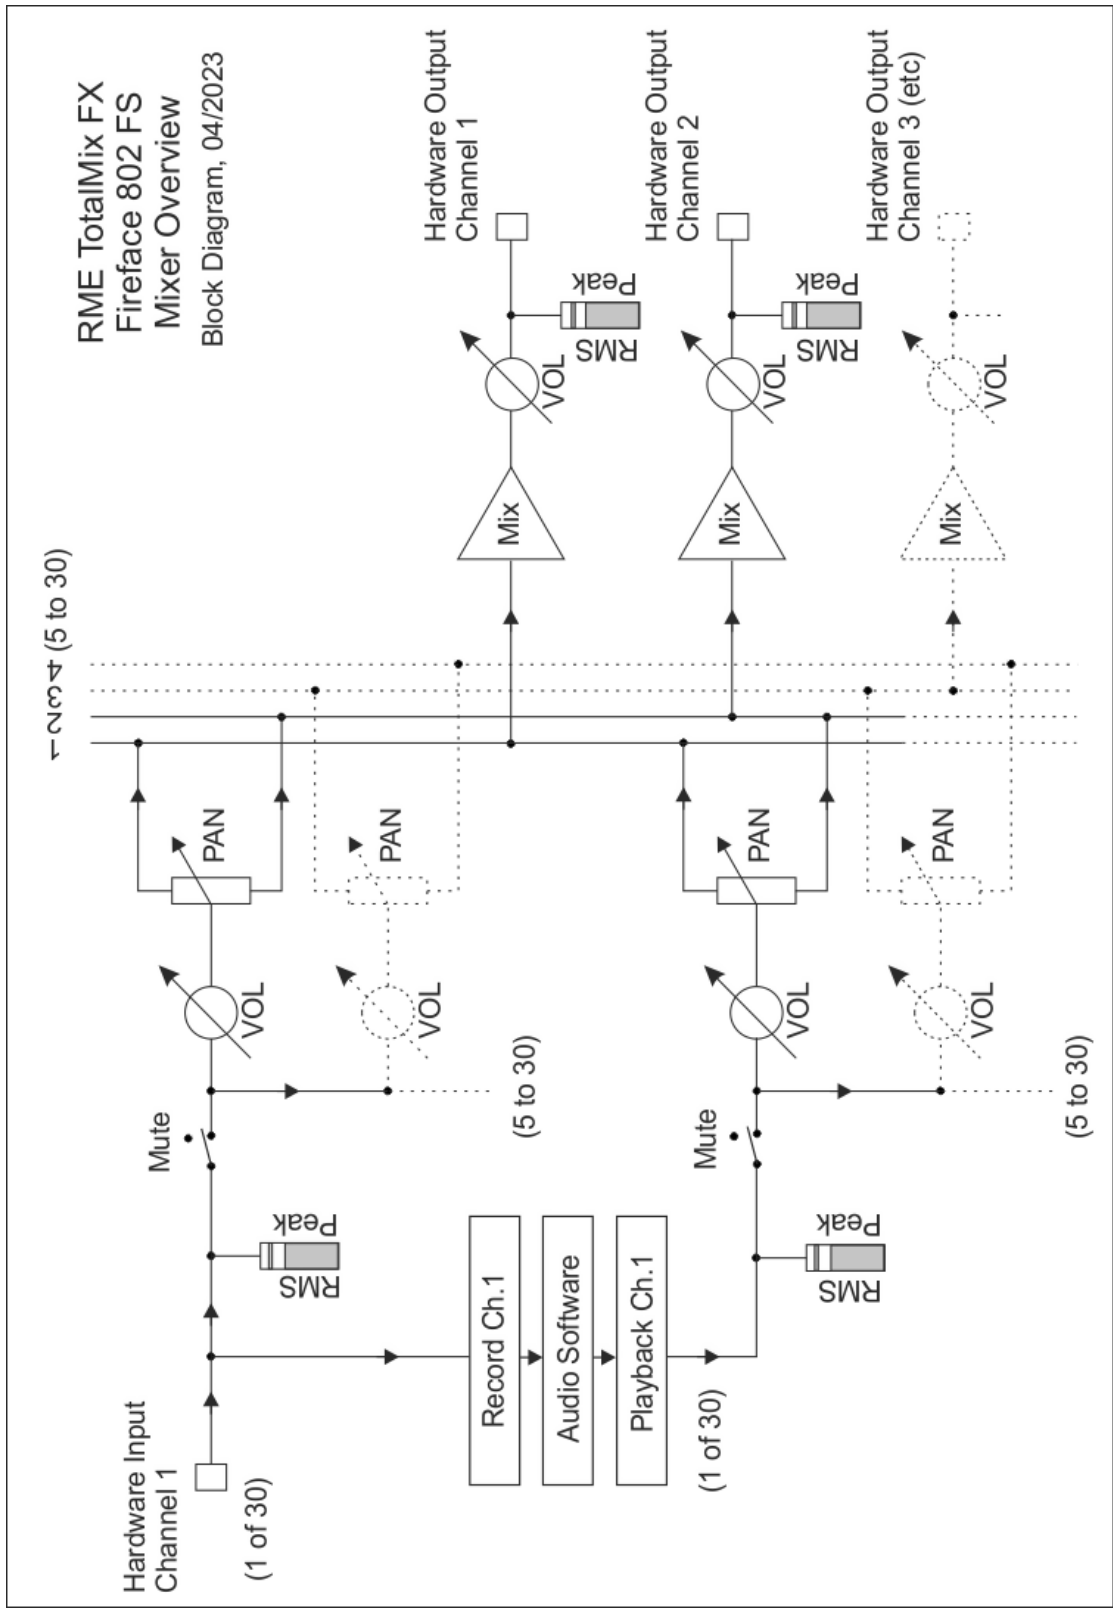 RME TotalMix FX
Fireface 802 FS
Mixer Overview
Block Diagram, 04/2023
1 2 3 4 (5 to 30)
Hardware Input
Channel 1
(1 of 30)
RMS
Peak
Mute
VOL
PAN
VOL
PAN
(5 to 30)
Record Ch.1
Audio Software
Playback Ch.1
(1 of 30)
RMS
Peak
Mute
VOL
PAN
VOL
PAN
(5 to 30)
Mix
VOL
RMS
Peak
Hardware Output
Channel 1
Mix
VOL
RMS
Peak
Hardware Output
Channel 2
Mix
VOL
Hardware Output
Channel 3 (etc)